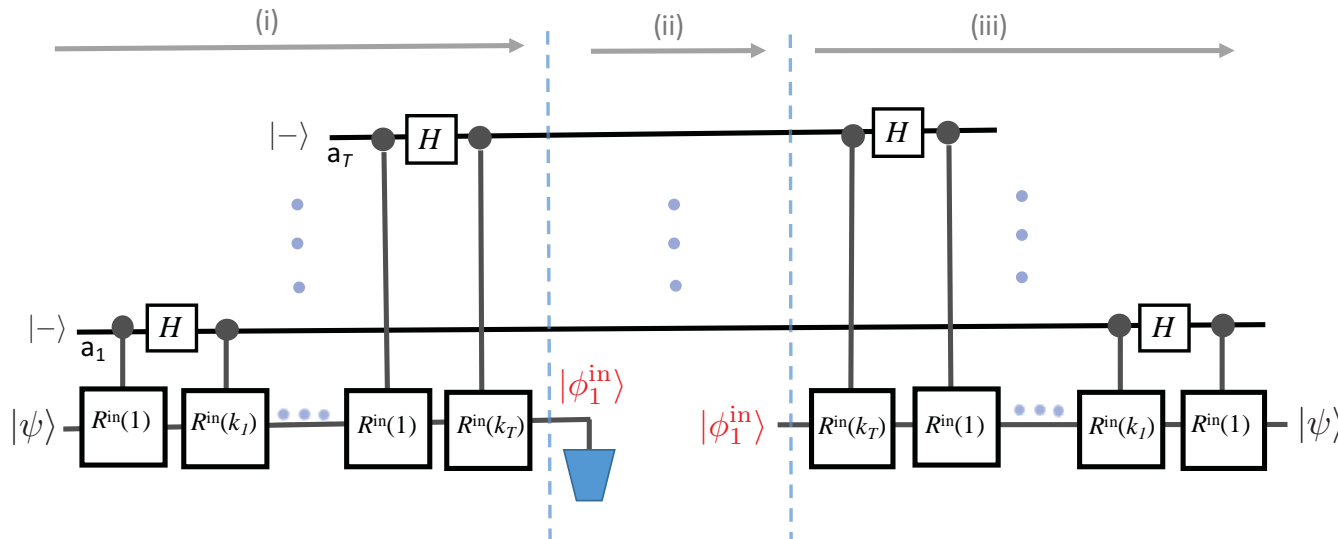 (i) (ii) (iii)
|−⟩ a_T H H
|−⟩ a_1 H H
|ϕ_1^in⟩
|ψ⟩ R^in(1) R^in(k_1) R^in(1) R^in(k_T) |ϕ_1^in⟩ R^in(k_T) R^in(1) R^in(k_1) R^in(1) |ψ⟩